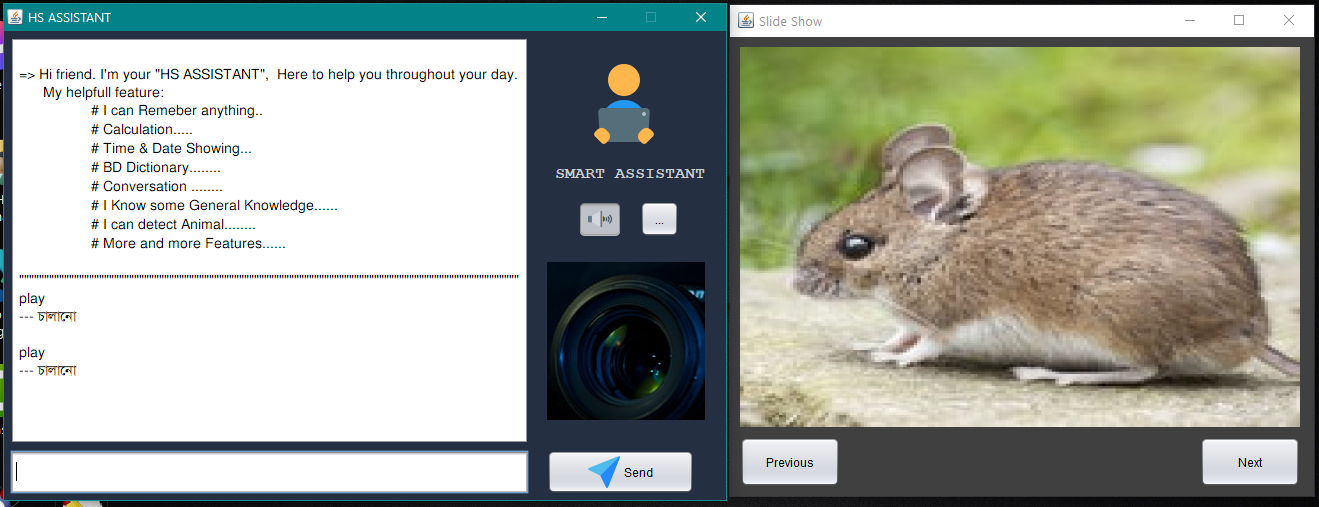 HS ASSISTANT
=> Hi friend. I'm your "HS ASSISTANT",  Here to help you throughout your day.
My helpfull feature:
# I can Remeber anything..
# Calculation.....
# Time & Date Showing...
# BD Dictionary........
# Conversation ........
# I Know some General Knowledge......
# I can detect Animal........
# More and more Features......
play
--- চালানো
play
--- চালানো
SMART ASSISTANT
...
Send
Slide Show
Previous
Next